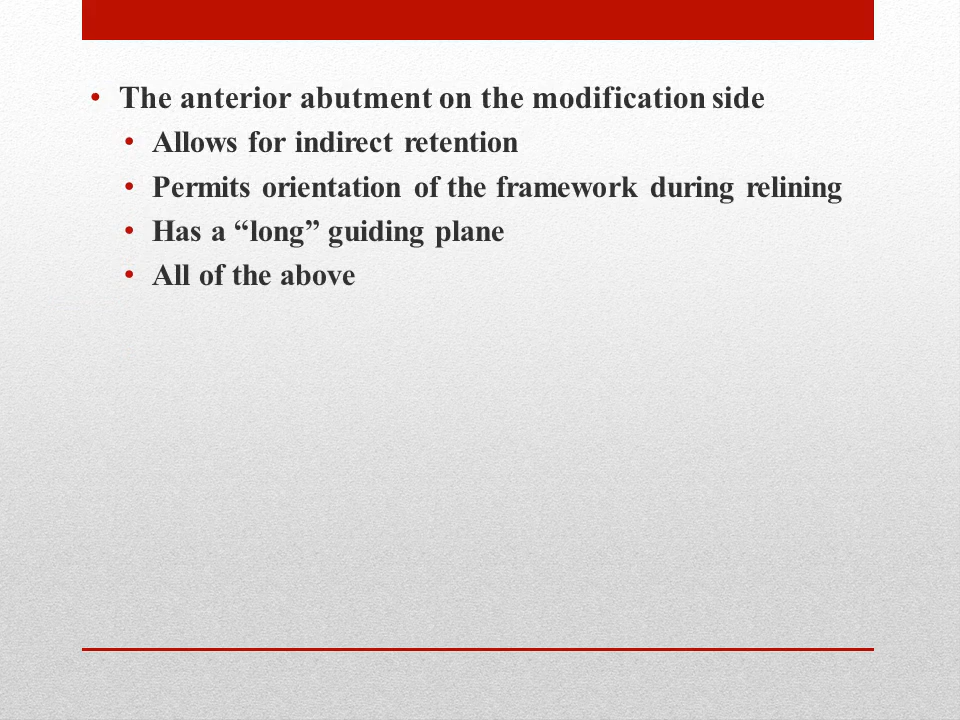 • The anterior abutment on the modification side
• Allows for indirect retention
• Permits orientation of the framework during relining
• Has a “long” guiding plane
• All of the above